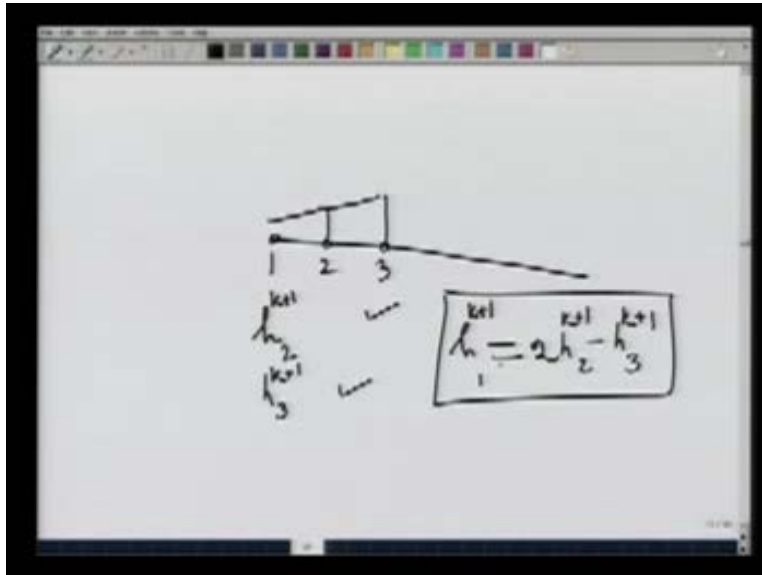 1 2 3
h_2^{k+1}
h_3^{k+1}
h_1^{k+1} = 2h_2^{k+1} - h_3^{k+1}